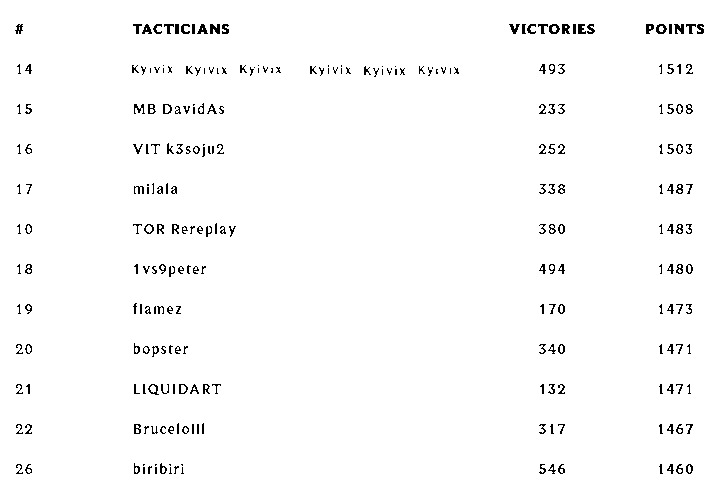 # TACTICIANS VICTORIES POINTS
14 Kyivix Kyivix Kyivix Kyivix Kyivix Kyivix 493 1512
15 MB DavidAs 233 1508
16 VIT k3soju2 252 1503
17 milala 338 1487
10 TOR Rereplay 380 1483
18 1vs9peter 494 1480
19 flamez 170 1473
20 bopster 340 1471
21 LIQUIDART 132 1471
22 Brucelolll 317 1467
26 biribiri 546 1460